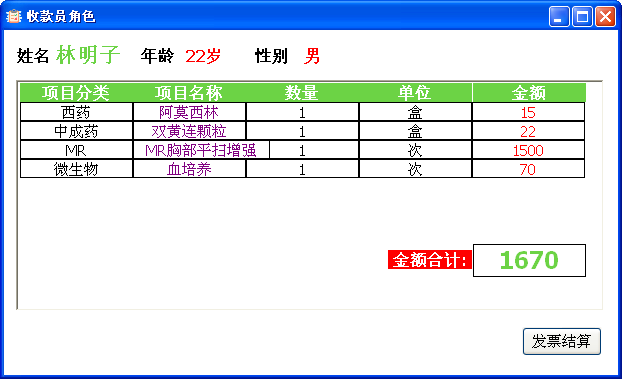 收款员角色
姓名 林明子 年龄 22岁 性别 男
项目分类 项目名称 数量 单位 金额
西药 阿莫西林 1 盒 15
中成药 双黄连颗粒 1 盒 22
MR MR胸部平扫增强 1 次 1500
微生物 血培养 1 次 70
金额合计: 1670
发票结算